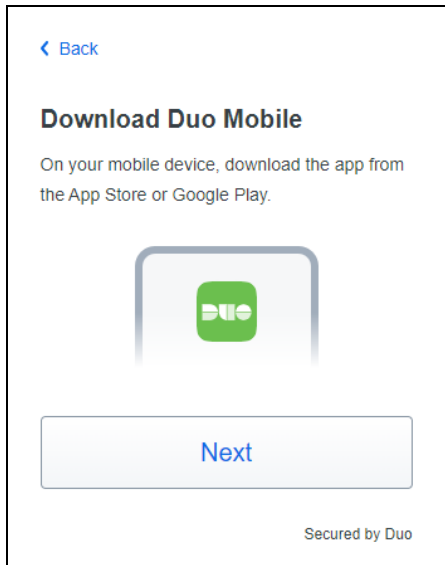 Back
Download Duo Mobile
On your mobile device, download the app from
the App Store or Google Play.
DUO
Next
Secured by Duo